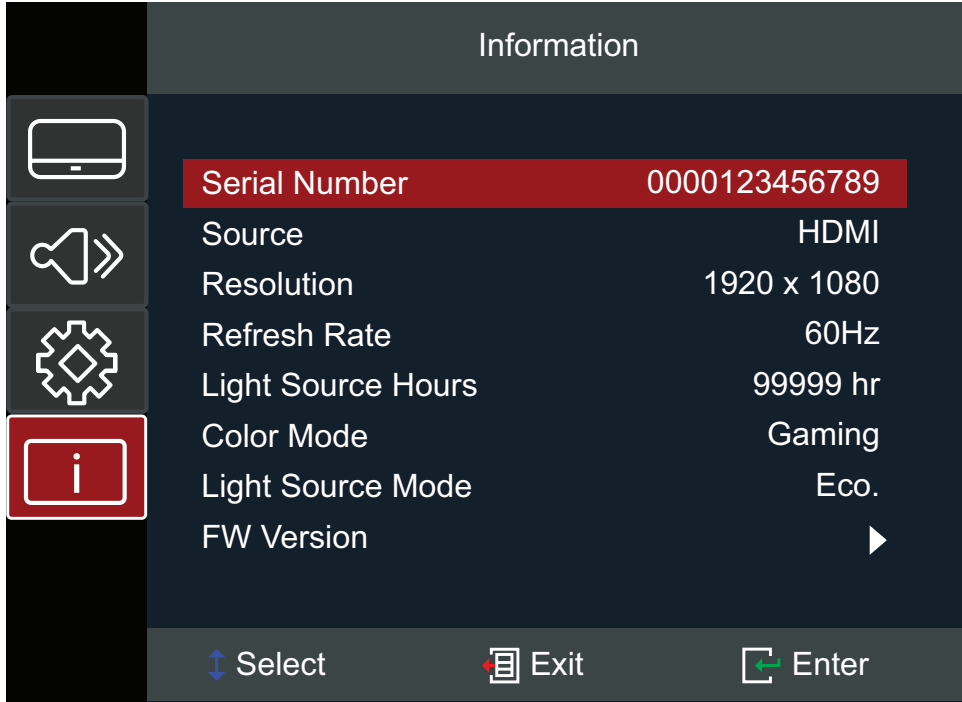 Information
Serial Number 0000123456789
Source HDMI
Resolution 1920 x 1080
Refresh Rate 60Hz
Light Source Hours 99999 hr
Color Mode Gaming
Light Source Mode Eco.
FW Version
i
Select Exit Enter